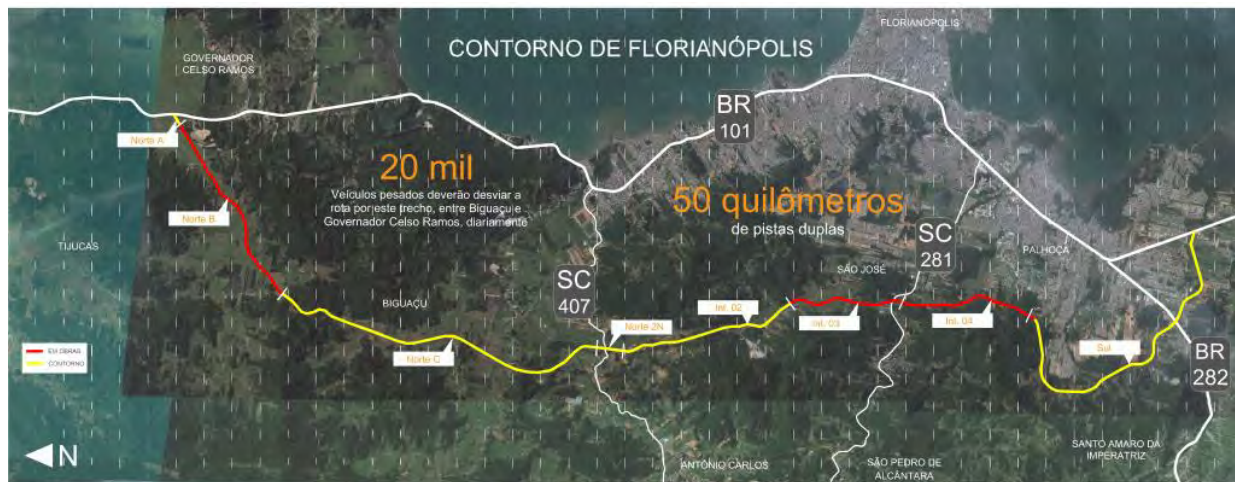 FLORIANÓPOLIS
CONTORNO DE FLORIANÓPOLIS
GOVERNADOR
CELSO RAMOS
BR
101
Norte A
20 mil
Veículos pesados deverão desviar a
rota por este trecho, entre Biguaçu e
Governador Celso Ramos, diariamente
50 quilômetros
de pistas duplas
Norte B
TIJUCAS
SC
281
PALHOÇA
SÃO JOSÉ
SC
407
BIGUAÇU
Int. 02
Int. 03
Int. 04
Norte 2N
Norte C
Sul
BR
282
EM OBRAS
CONTORNO
N
ANTÔNIO CARLOS
SÃO PEDRO DE
ALCÂNTARA
SANTO AMARO DA
IMPERATRIZ